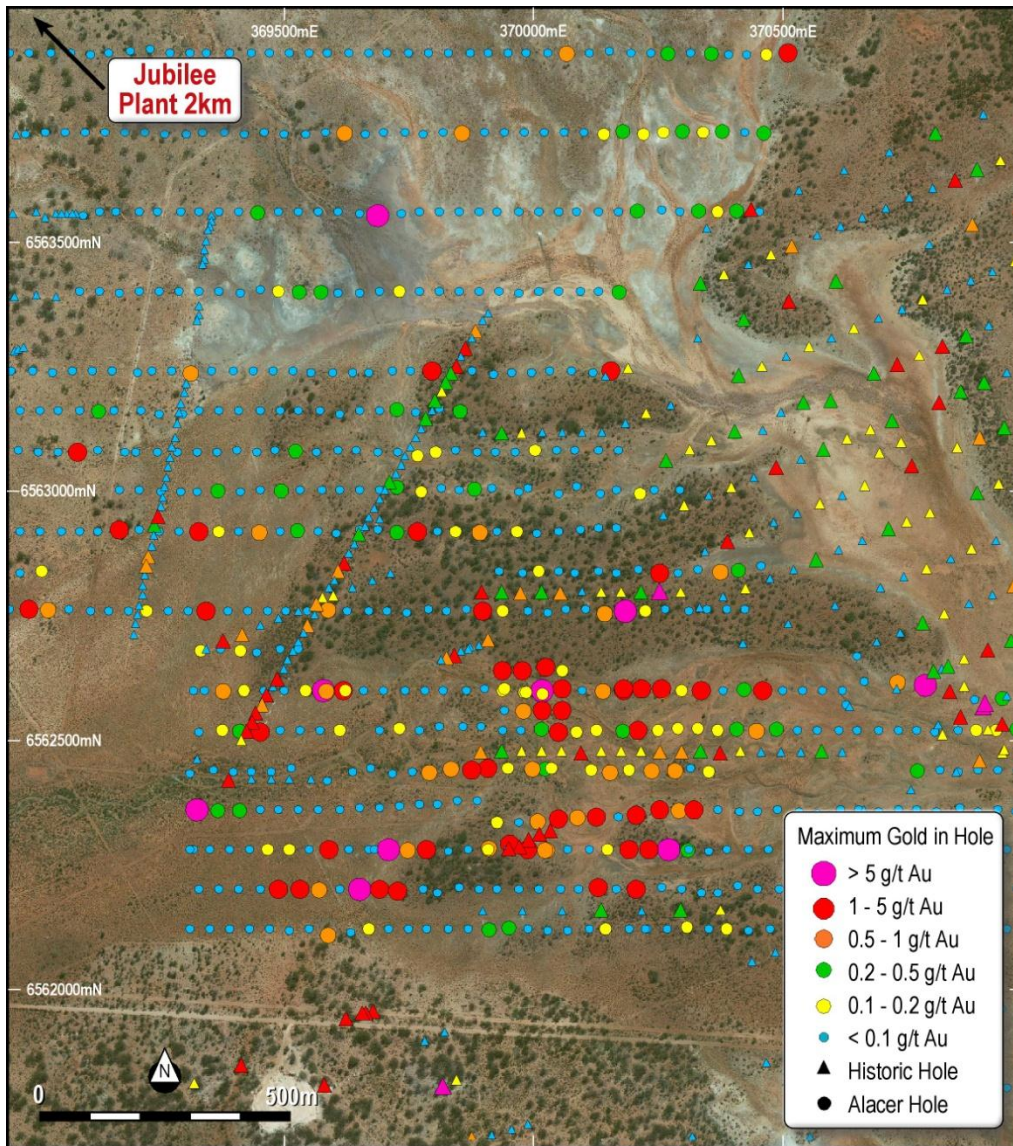 369500mE
370000mE
370500mE
Jubilee
Plant 2km
6563500mN
6563000mN
6562500mN
6562000mN
N
0
500m
Maximum Gold in Hole
> 5 g/t Au
1 - 5 g/t Au
0.5 - 1 g/t Au
0.2 - 0.5 g/t Au
0.1 - 0.2 g/t Au
< 0.1 g/t Au
Historic Hole
Alacer Hole